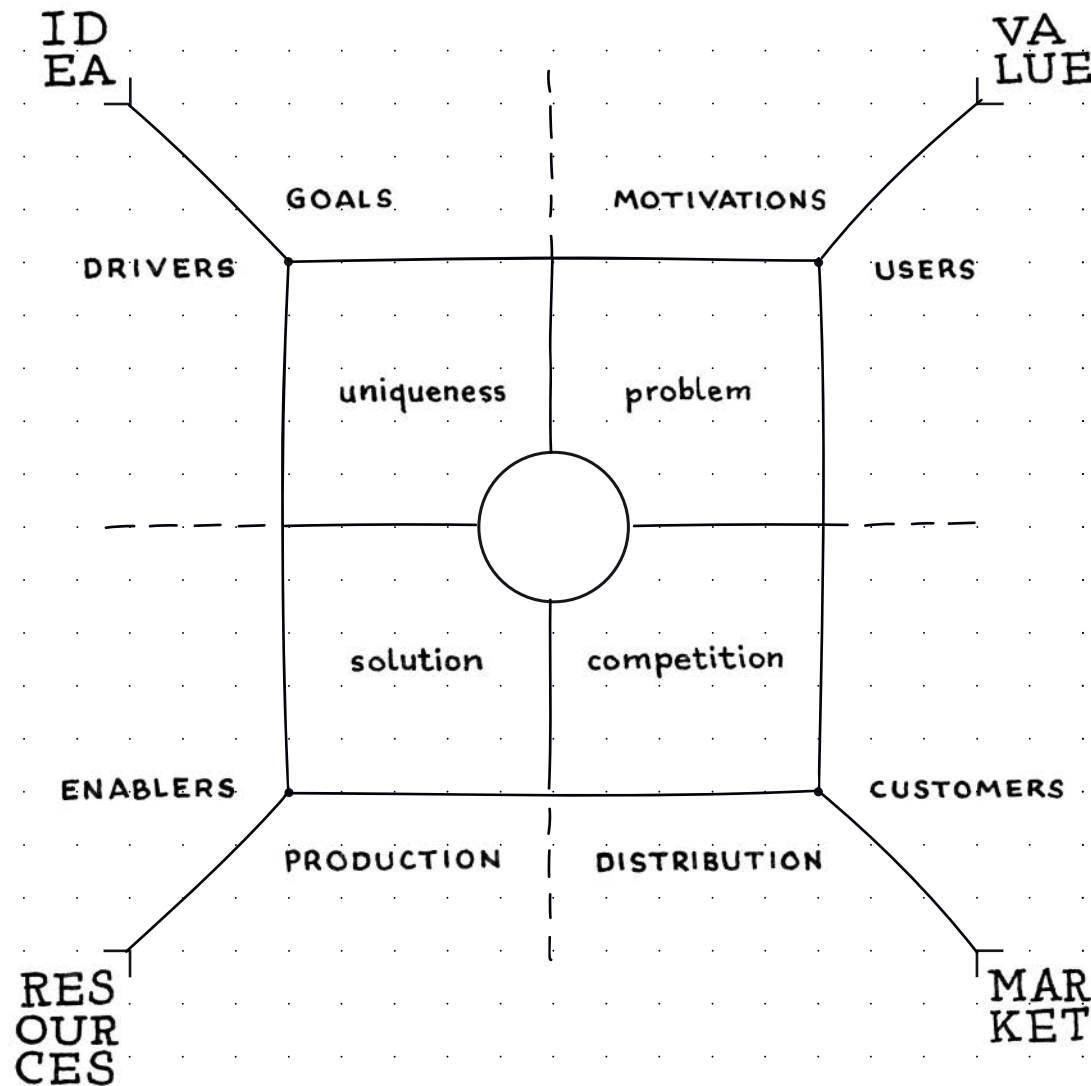 ID
EA
VA
LUE
GOALS
MOTIVATIONS
DRIVERS
USERS
uniqueness
problem
solution
competition
ENABLERS
CUSTOMERS
PRODUCTION
DISTRIBUTION
RES
OUR
CES
MAR
KET